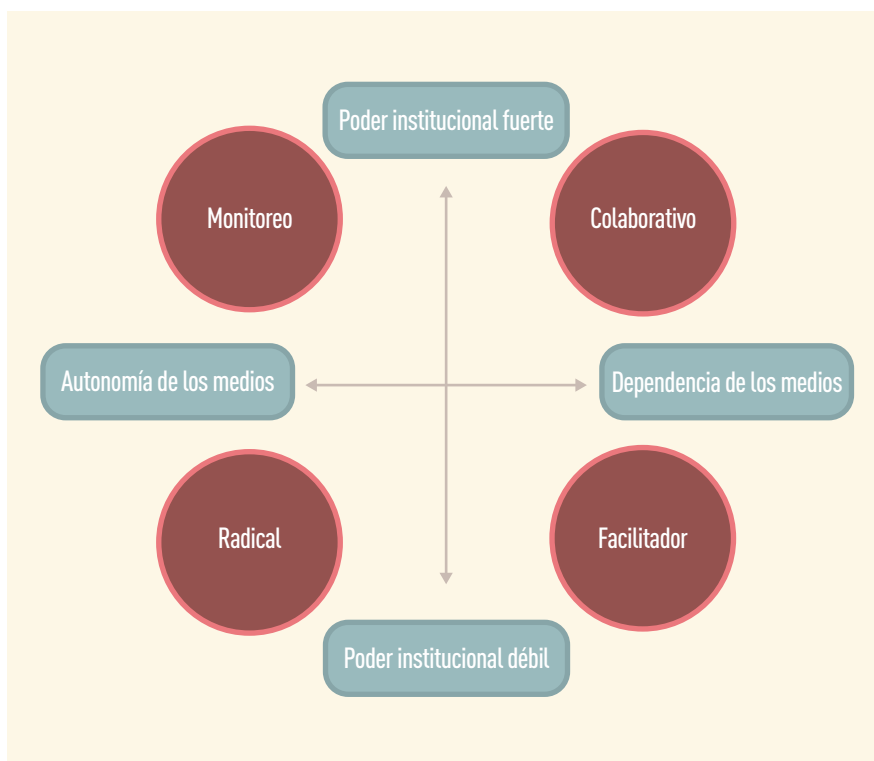 Poder institucional fuerte
Monitoreo
Colaborativo
Autonomía de los medios
Dependencia de los medios
Radical
Facilitador
Poder institucional débil